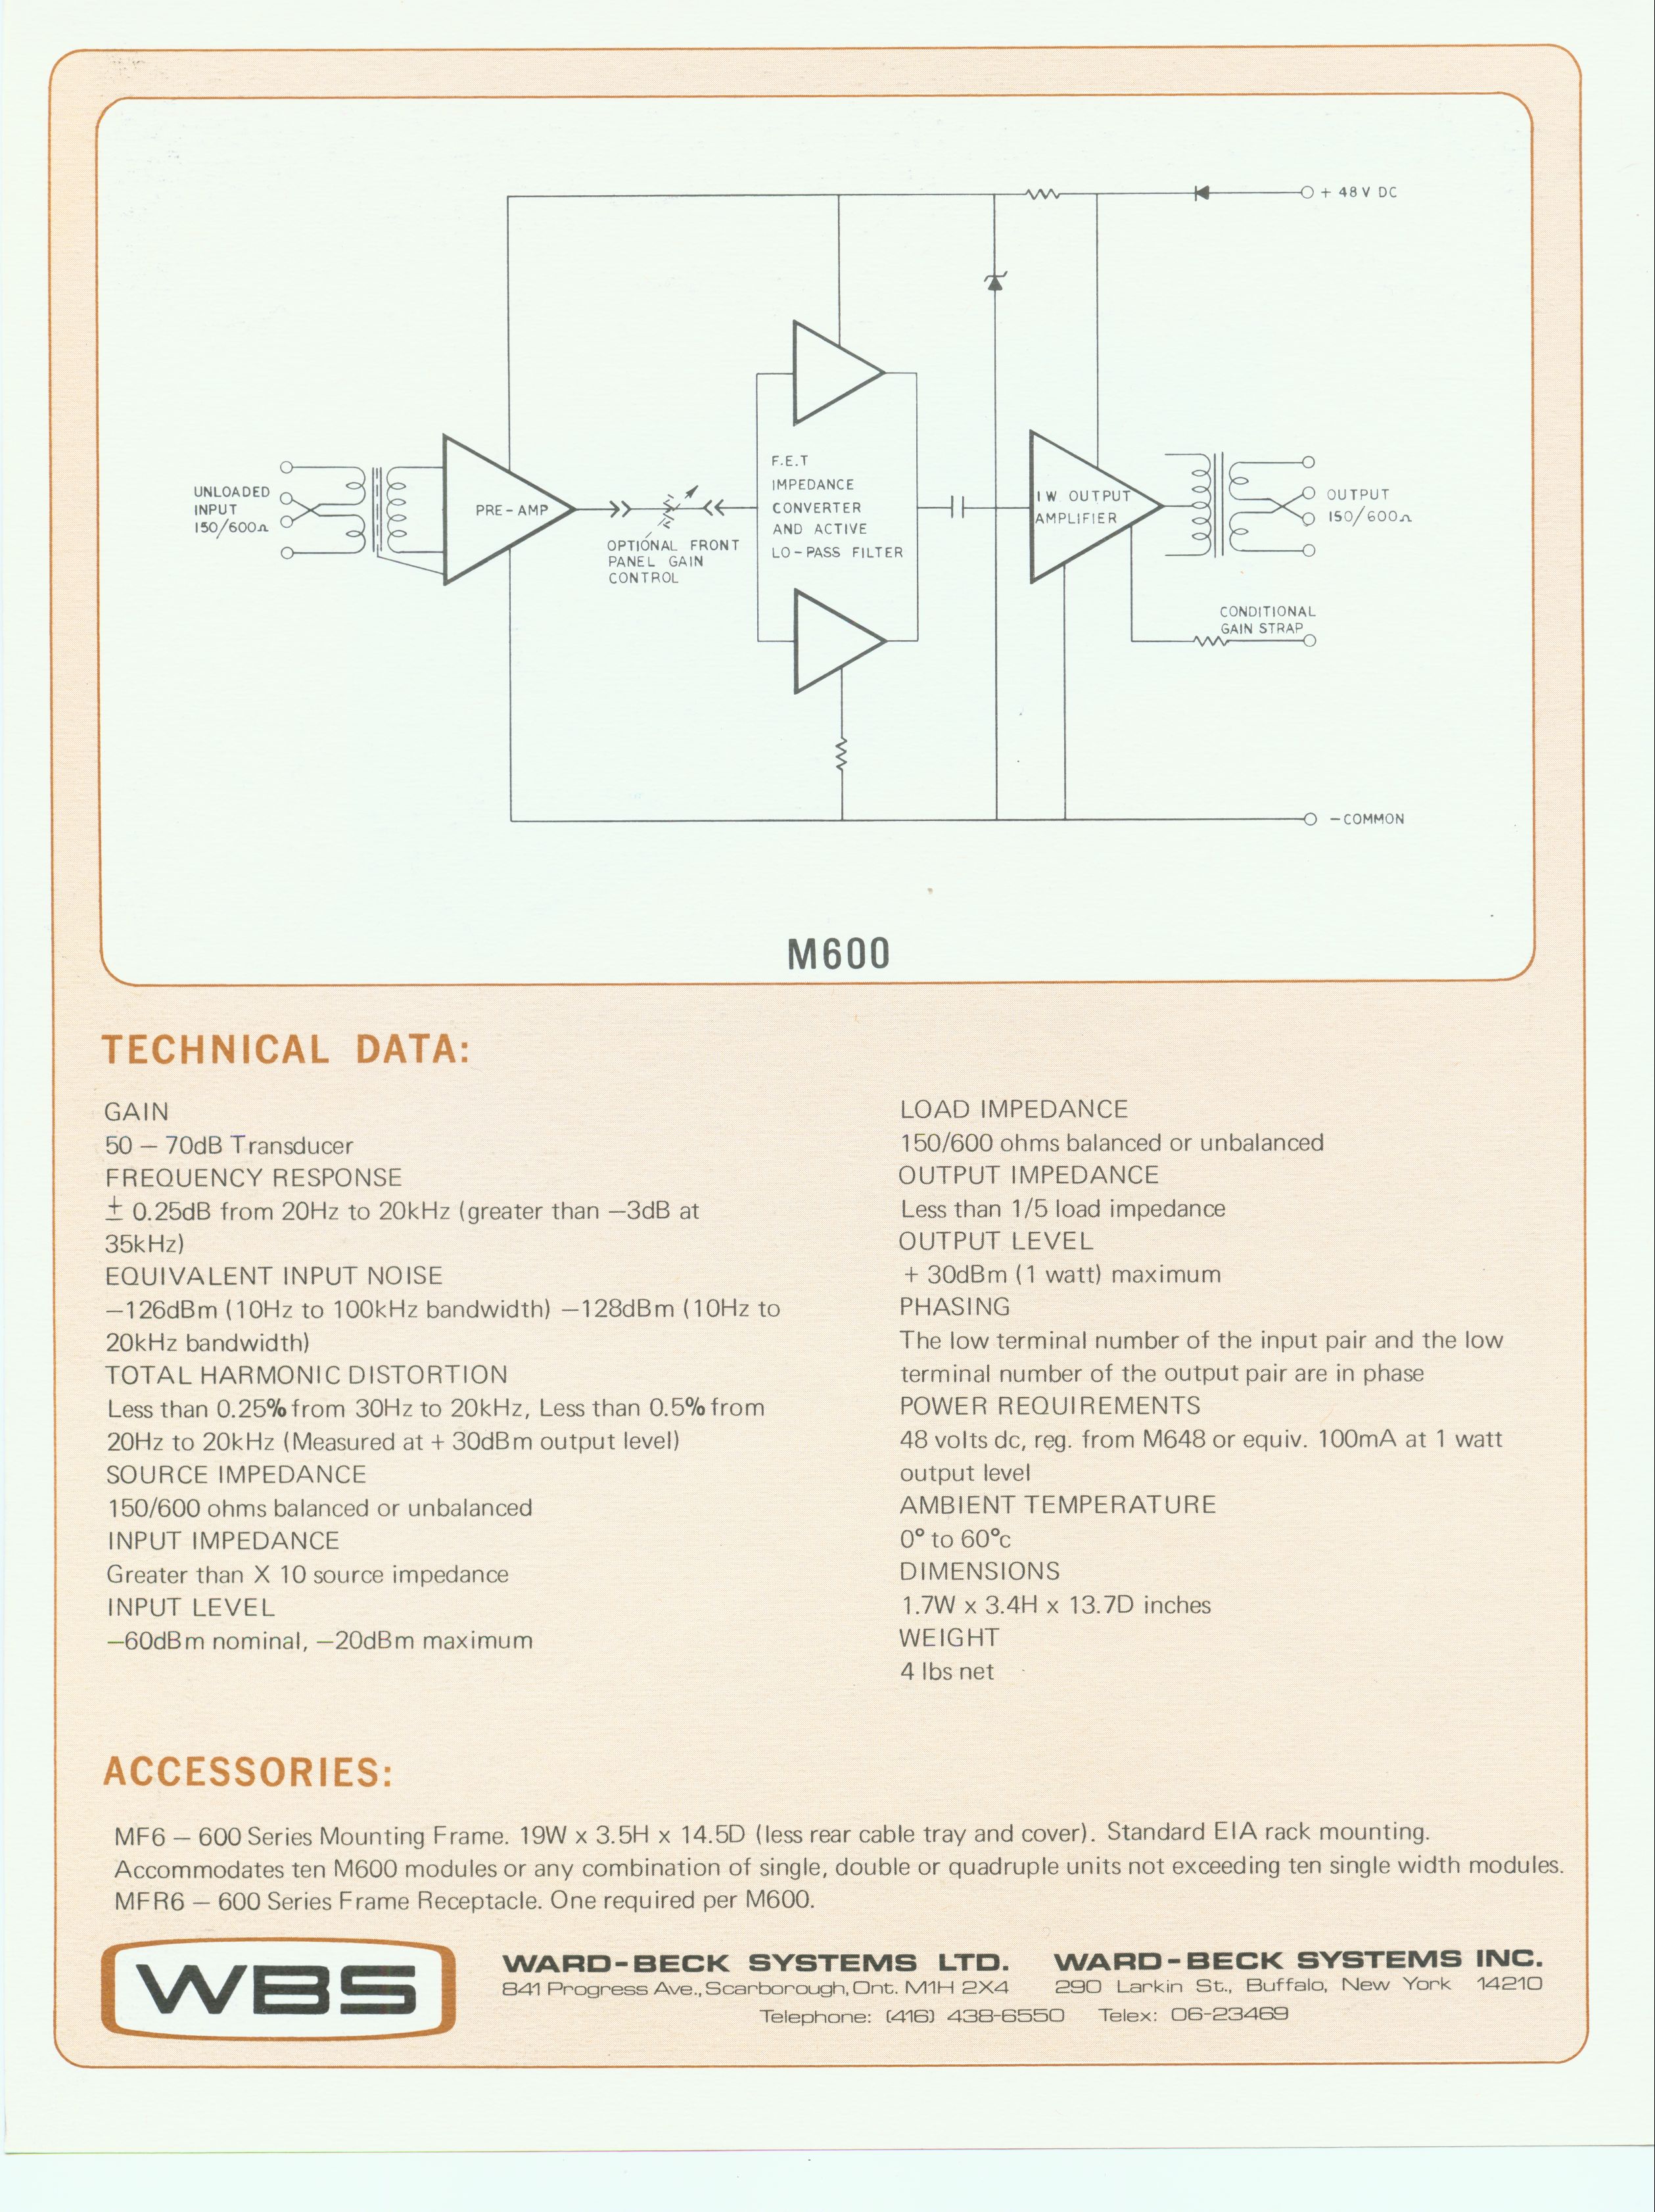 + 48 V DC
UNLOADED
INPUT
150/600Ω
PRE-AMP
OPTIONAL FRONT
PANEL GAIN
CONTROL
F.E.T
IMPEDANCE
CONVERTER
AND ACTIVE
LO-PASS FILTER
1 W OUTPUT
AMPLIFIER
OUTPUT
150/600Ω
CONDITIONAL
GAIN STRAP
- COMMON
M600
TECHNICAL DATA:
GAIN
50 – 70dB Transducer
FREQUENCY RESPONSE
± 0.25dB from 20Hz to 20kHz (greater than –3dB at
35kHz)
EQUIVALENT INPUT NOISE
–126dBm (10Hz to 100kHz bandwidth) –128dBm (10Hz to
20kHz bandwidth)
TOTAL HARMONIC DISTORTION
Less than 0.25% from 30Hz to 20kHz, Less than 0.5% from
20Hz to 20kHz (Measured at + 30dBm output level)
SOURCE IMPEDANCE
150/600 ohms balanced or unbalanced
INPUT IMPEDANCE
Greater than X 10 source impedance
INPUT LEVEL
–60dBm nominal, –20dBm maximum
LOAD IMPEDANCE
150/600 ohms balanced or unbalanced
OUTPUT IMPEDANCE
Less than 1/5 load impedance
OUTPUT LEVEL
+ 30dBm (1 watt) maximum
PHASING
The low terminal number of the input pair and the low
terminal number of the output pair are in phase
POWER REQUIREMENTS
48 volts dc, reg. from M648 or equiv. 100mA at 1 watt
output level
AMBIENT TEMPERATURE
0° to 60°c
DIMENSIONS
1.7W x 3.4H x 13.7D inches
WEIGHT
4 lbs net
ACCESSORIES:
MF6 – 600 Series Mounting Frame. 19W x 3.5H x 14.5D (less rear cable tray and cover). Standard EIA rack mounting.
Accommodates ten M600 modules or any combination of single, double or quadruple units not exceeding ten single width modules.
MFR6 – 600 Series Frame Receptacle. One required per M600.
WBS
WARD-BECK SYSTEMS LTD. WARD-BECK SYSTEMS INC.
841 Progress Ave., Scarborough, Ont. M1H 2X4 290 Larkin St., Buffalo, New York 14210
Telephone: (416) 438-6550 Telex: 06-23469